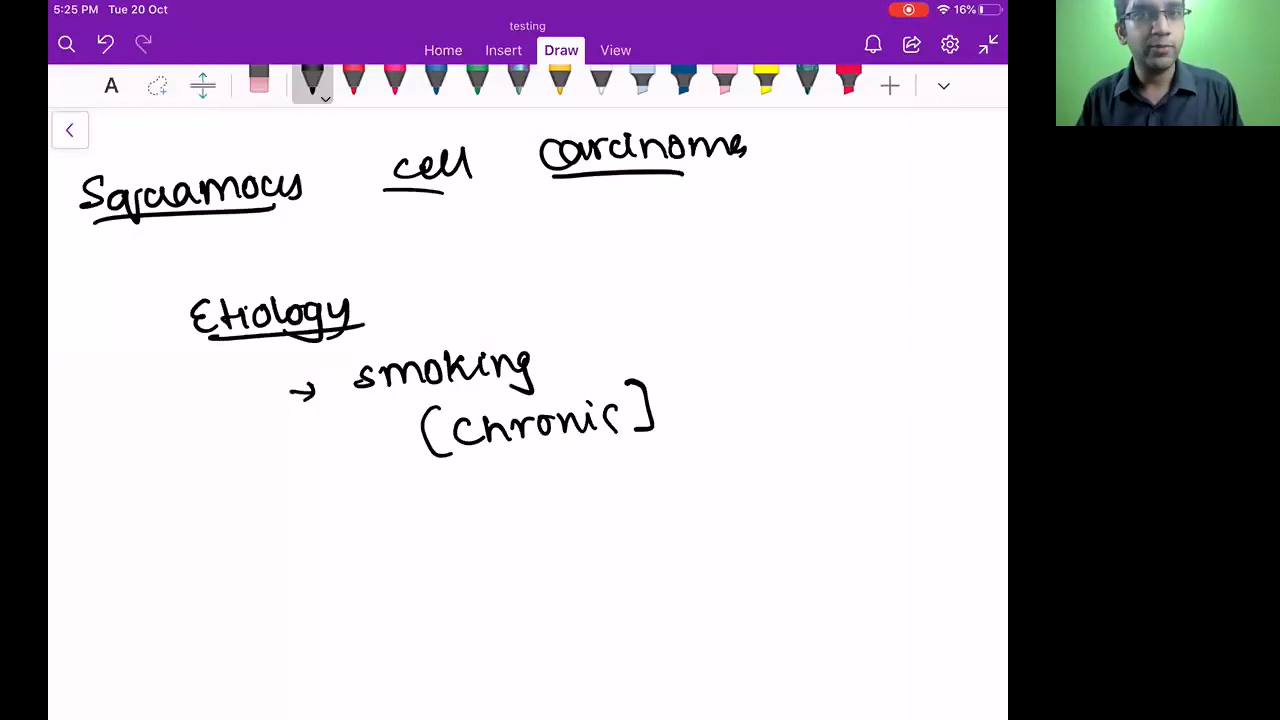 5:25 PM Tue 20 Oct 16%
testing
Home Insert Draw View
A
Squamous cell carcinoma
Etiology
→ smoking
(chronic]